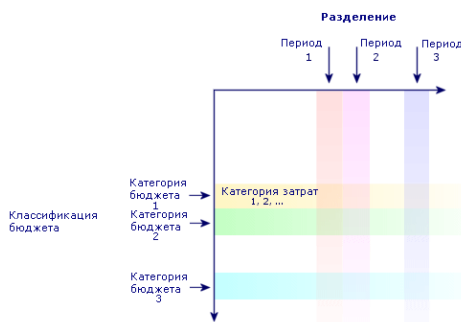 Разделение
Период
1
Период
2
Период
3
Категория
бюджета
1
Категория затрат
1, 2, ...
Классификация
бюджета
Категория
бюджета
2
Категория
бюджета
3